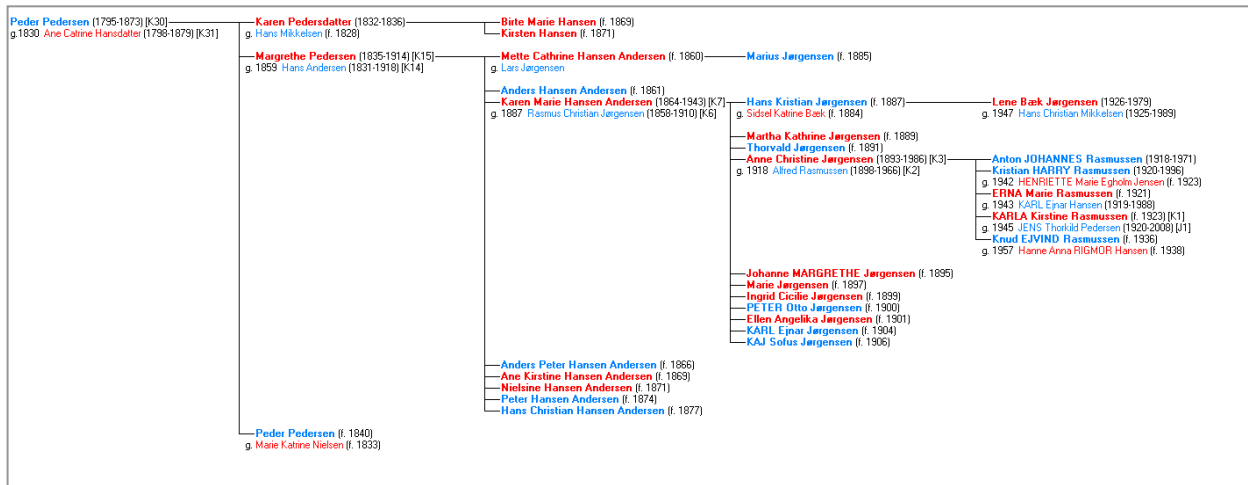 Peder Pedersen (1795-1873) [K30]
g.1830 Ane Catrine Hansdatter (1798-1879) [K31]
Karen Pedersdatter (1832-1836)
g. Hans Mikkelsen (f. 1828)
Birte Marie Hansen (f. 1869)
Kirsten Hansen (f. 1871)
Margrethe Pedersen (1835-1914) [K15]
g. 1859 Hans Andersen (1831-1918) [K14]
Mette Cathrine Hansen Andersen (f. 1860)
g. Lars Jørgensen
Marius Jørgensen (f. 1885)
Anders Hansen Andersen (f. 1861)
Karen Marie Hansen Andersen (1864-1943) [K7]
g. 1887 Rasmus Christian Jørgensen (1858-1910) [K6]
Hans Kristian Jørgensen (f. 1887)
g. Sidsel Katrine Bæk (f. 1884)
Lene Bæk Jørgensen (1926-1979)
g. 1947 Hans Christian Mikkelsen (1925-1989)
Martha Kathrine Jørgensen (f. 1889)
Thorvald Jørgensen (f. 1891)
Anne Christine Jørgensen (1893-1986) [K3]
g. 1918 Alfred Rasmussen (1898-1966) [K2]
Anton JOHANNES Rasmussen (1918-1971)
Kristian HARRY Rasmussen (1920-1996)
g. 1942 HENRIETTE Marie Egholm Jensen (f. 1923)
ERNA Marie Rasmussen (f. 1921)
g. 1943 KARL Ejnar Hansen (1919-1988)
KARLA Kirstine Rasmussen (f. 1923) [K1]
g. 1945 JENS Thorkild Pedersen (1920-2008) [J1]
Knud EJVIND Rasmussen (f. 1936)
g. 1957 Hanne Anna RIGMOR Hansen (f. 1938)
Johanne MARGRETHE Jørgensen (f. 1895)
Marie Jørgensen (f. 1897)
Ingrid Cicilie Jørgensen (f. 1899)
PETER Otto Jørgensen (f. 1900)
Ellen Angelika Jørgensen (f. 1901)
KARL Ejnar Jørgensen (f. 1904)
KAJ Sofus Jørgensen (f. 1906)
Anders Peter Hansen Andersen (f. 1866)
Ane Kirstine Hansen Andersen (f. 1869)
Nielsine Hansen Andersen (f. 1871)
Peter Hansen Andersen (f. 1874)
Hans Christian Hansen Andersen (f. 1877)
Peder Pedersen (f. 1840)
g. Marie Katrine Nielsen (f. 1833)